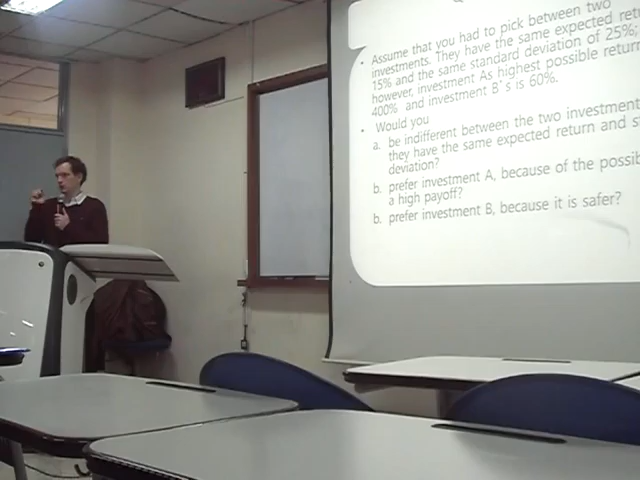 Assume that you had to pick between two
investments. They have the same expected
15% and the same standard deviation of 25%;
however, investment As highest possible return
400% and investment B's is 60%.
Would you
a. be indifferent between the two investment
they have the same expected return and
deviation?
b. prefer investment A, because of the
a high payoff?
b. prefer investment B, because it is safer?